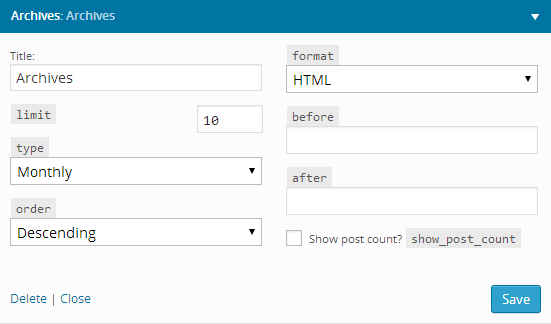 Archives: Archives
Title:
Archives
limit
10
type
Monthly
order
Descending
format
HTML
before
after
Show post count? show_post_count
Delete | Close
Save